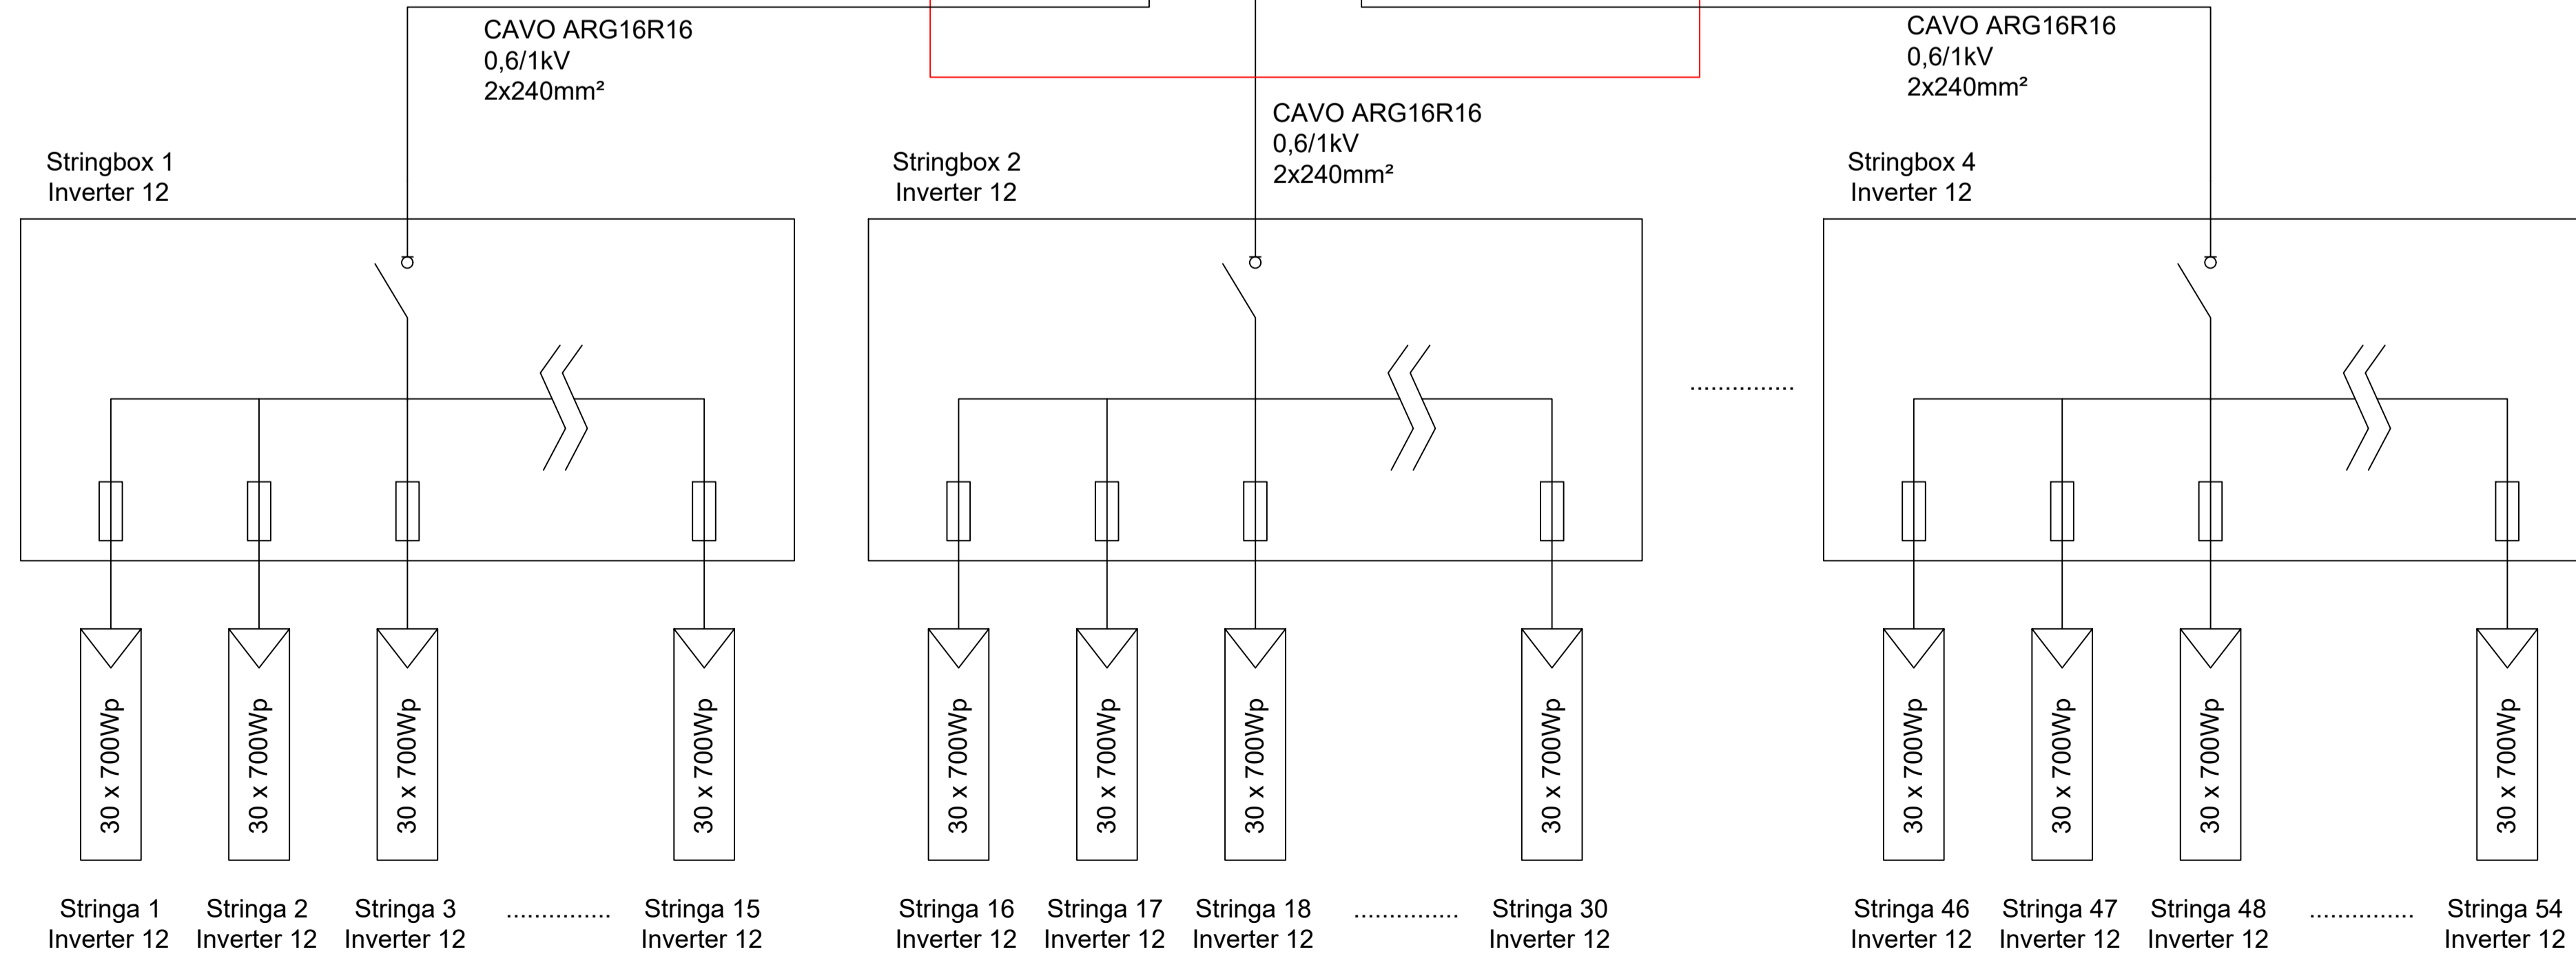 CAVO ARG16R16
0,6/1kV
2x240mm²
CAVO ARG16R16
0,6/1kV
2x240mm²
CAVO ARG16R16
0,6/1kV
2x240mm²
Stringbox 1
Inverter 12
Stringbox 2
Inverter 12
Stringbox 4
Inverter 12
...............
30 x 700Wp
30 x 700Wp
30 x 700Wp
30 x 700Wp
30 x 700Wp
30 x 700Wp
30 x 700Wp
30 x 700Wp
30 x 700Wp
30 x 700Wp
30 x 700Wp
30 x 700Wp
Stringa 1
Inverter 12
Stringa 2
Inverter 12
Stringa 3
Inverter 12
...............
Stringa 15
Inverter 12
Stringa 16
Inverter 12
Stringa 17
Inverter 12
Stringa 18
Inverter 12
...............
Stringa 30
Inverter 12
Stringa 46
Inverter 12
Stringa 47
Inverter 12
Stringa 48
Inverter 12
...............
Stringa 54
Inverter 12